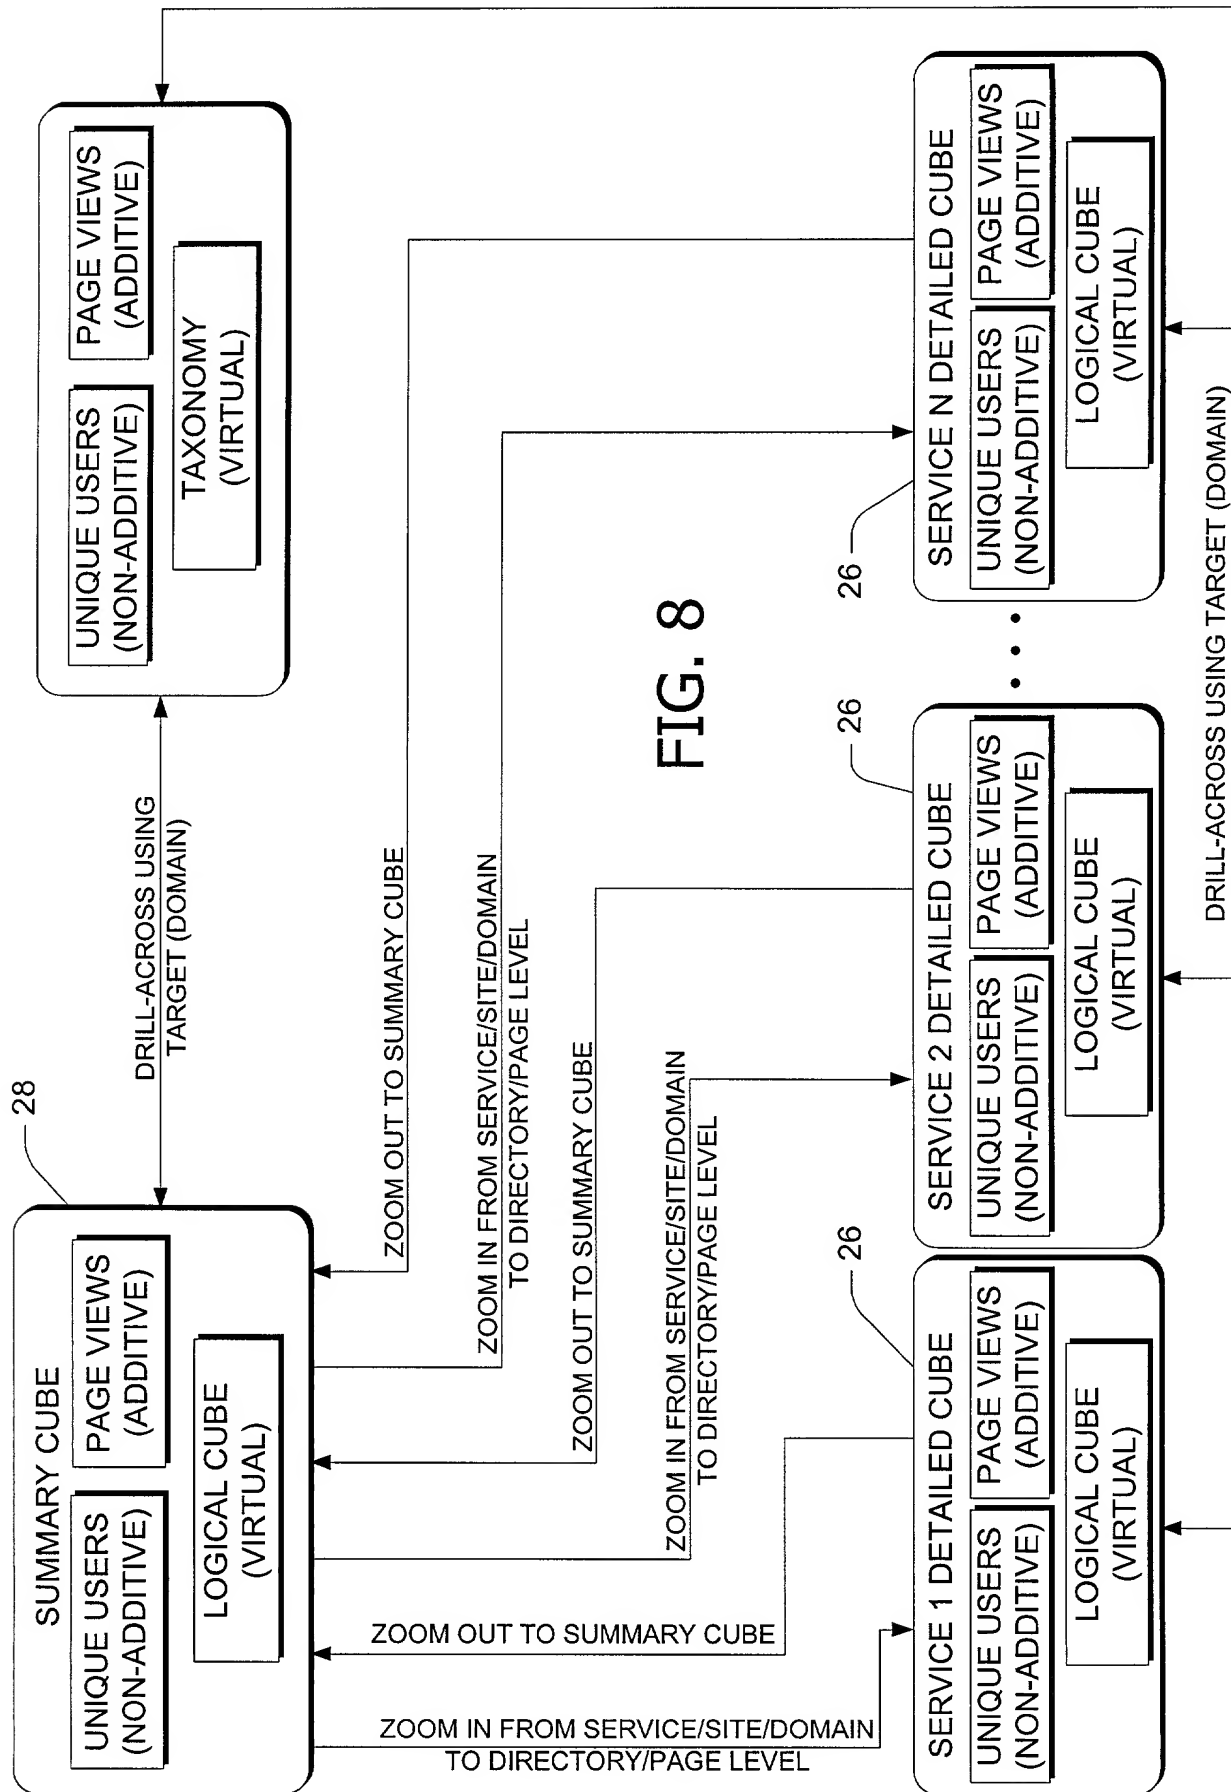 SUMMARY CUBE
UNIQUE USERS
(NON-ADDITIVE)
PAGE VIEWS
(ADDITIVE)
LOGICAL CUBE
(VIRTUAL)
28
DRILL-ACROSS USING
TARGET (DOMAIN)
UNIQUE USERS
(NON-ADDITIVE)
PAGE VIEWS
(ADDITIVE)
TAXONOMY
(VIRTUAL)
ZOOM OUT TO SUMMARY CUBE
ZOOM IN FROM SERVICE/SITE/DOMAIN
TO DIRECTORY/PAGE LEVEL
ZOOM OUT TO SUMMARY CUBE
ZOOM IN FROM SERVICE/SITE/DOMAIN
TO DIRECTORY/PAGE LEVEL
ZOOM OUT TO SUMMARY CUBE
ZOOM IN FROM SERVICE/SITE/DOMAIN
TO DIRECTORY/PAGE LEVEL
FIG. 8
26
SERVICE 1 DETAILED CUBE
UNIQUE USERS
(NON-ADDITIVE)
PAGE VIEWS
(ADDITIVE)
LOGICAL CUBE
(VIRTUAL)
26
SERVICE 2 DETAILED CUBE
UNIQUE USERS
(NON-ADDITIVE)
PAGE VIEWS
(ADDITIVE)
LOGICAL CUBE
(VIRTUAL)
• • •
26
SERVICE N DETAILED CUBE
UNIQUE USERS
(NON-ADDITIVE)
PAGE VIEWS
(ADDITIVE)
LOGICAL CUBE
(VIRTUAL)
DRILL-ACROSS USING TARGET (DOMAIN)